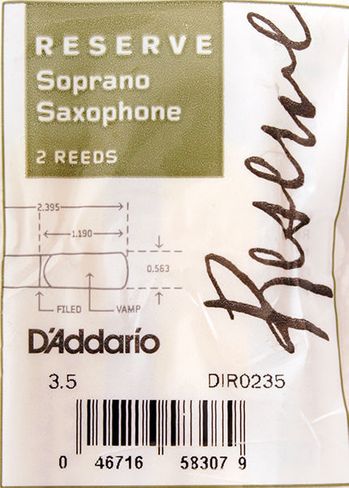 RESERVE
Soprano
Saxophone
2 REEDS
Reserve
2.395
1.190
0.563
FILED
VAMP
D'Addario
3.5
DIR0235
0 46716 58307 9